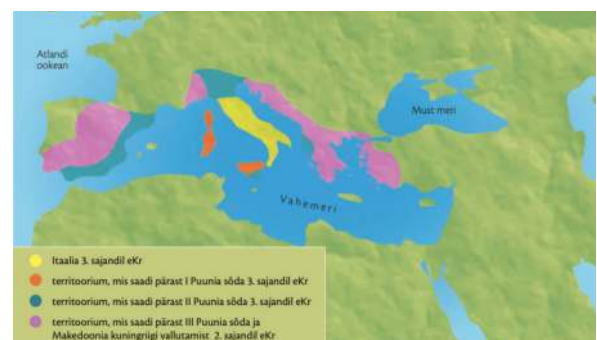 Atlandi
ookean
Must meri
Vahemeri
Itaalia 3. sajandil eKr
territoorium, mis saadi pärast I Puunia sõda 3. sajandil eKr
territoorium, mis saadi pärast II Puunia sõda 3. sajandil eKr
territoorium, mis saadi pärast III Puunia sõda ja
Makedoonia kuningriigi vallutamist 2. sajandil eKr